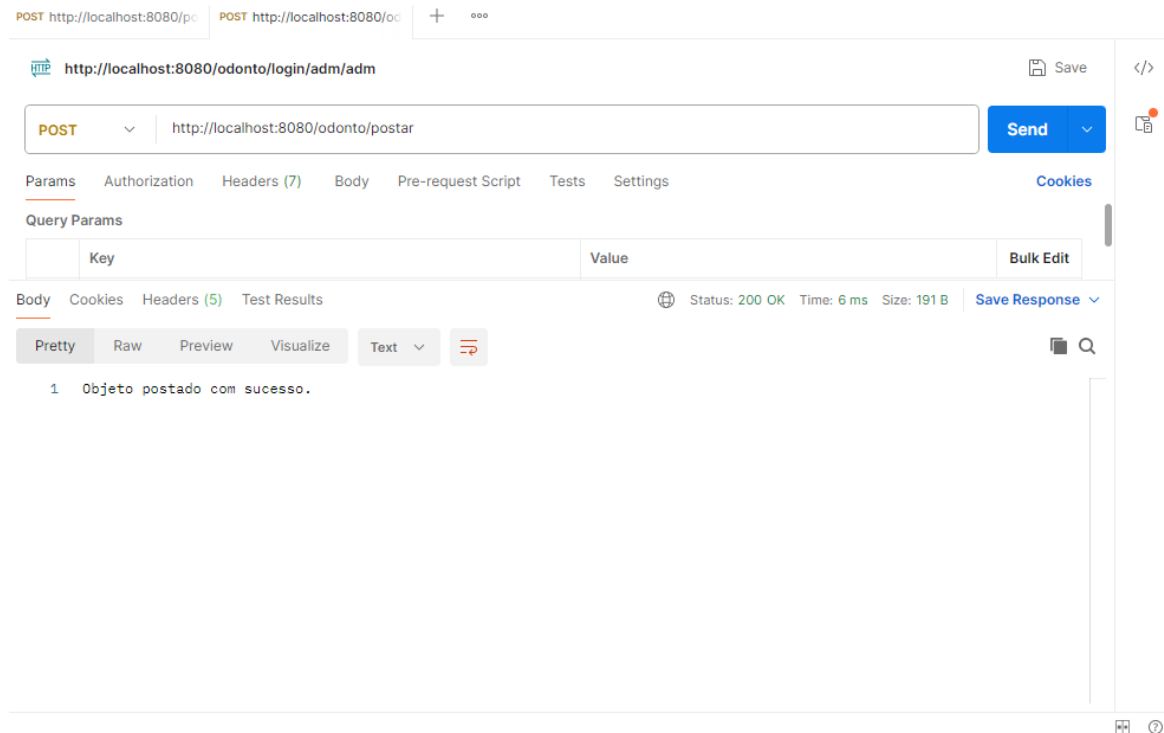 POST http://localhost:8080/po POST http://localhost:8080/od
HTTP http://localhost:8080/odonto/login/adm/adm Save
POST http://localhost:8080/odonto/postar Send
Params Authorization Headers (7) Body Pre-request Script Tests Settings Cookies
Query Params
Key Value Bulk Edit
Body Cookies Headers (5) Test Results Status: 200 OK Time: 6 ms Size: 191 B Save Response
Pretty Raw Preview Visualize Text
1 Objeto postado com sucesso.